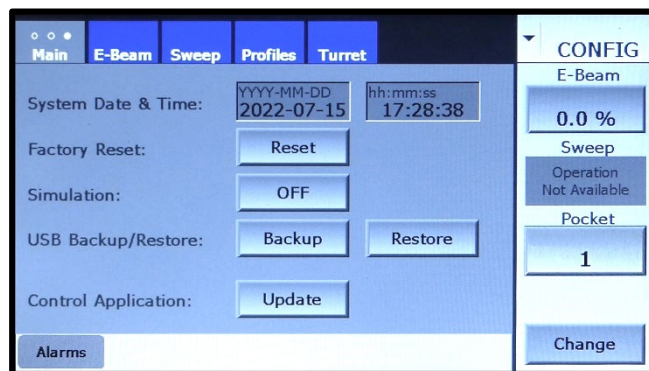 Main E-Beam Sweep Profiles Turret
CONFIG
System Date & Time:
YYYY-MM-DD
2022-07-15
hh:mm:ss
17:28:38
Factory Reset:
Reset
Simulation:
OFF
USB Backup/Restore:
Backup
Restore
Control Application:
Update
Alarms
E-Beam
0.0 %
Sweep
Operation
Not Available
Pocket
1
Change